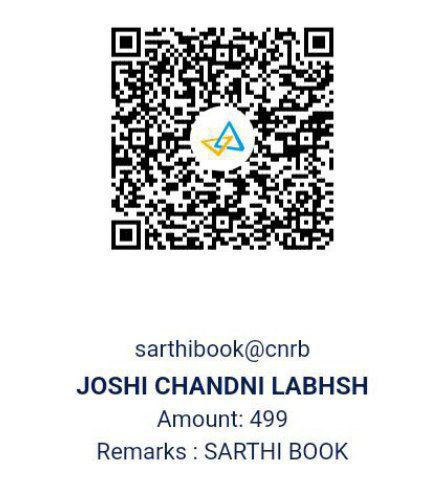 sarthibook@cnrb
JOSHI CHANDNI LABHSH
Amount: 499
Remarks : SARTHI BOOK